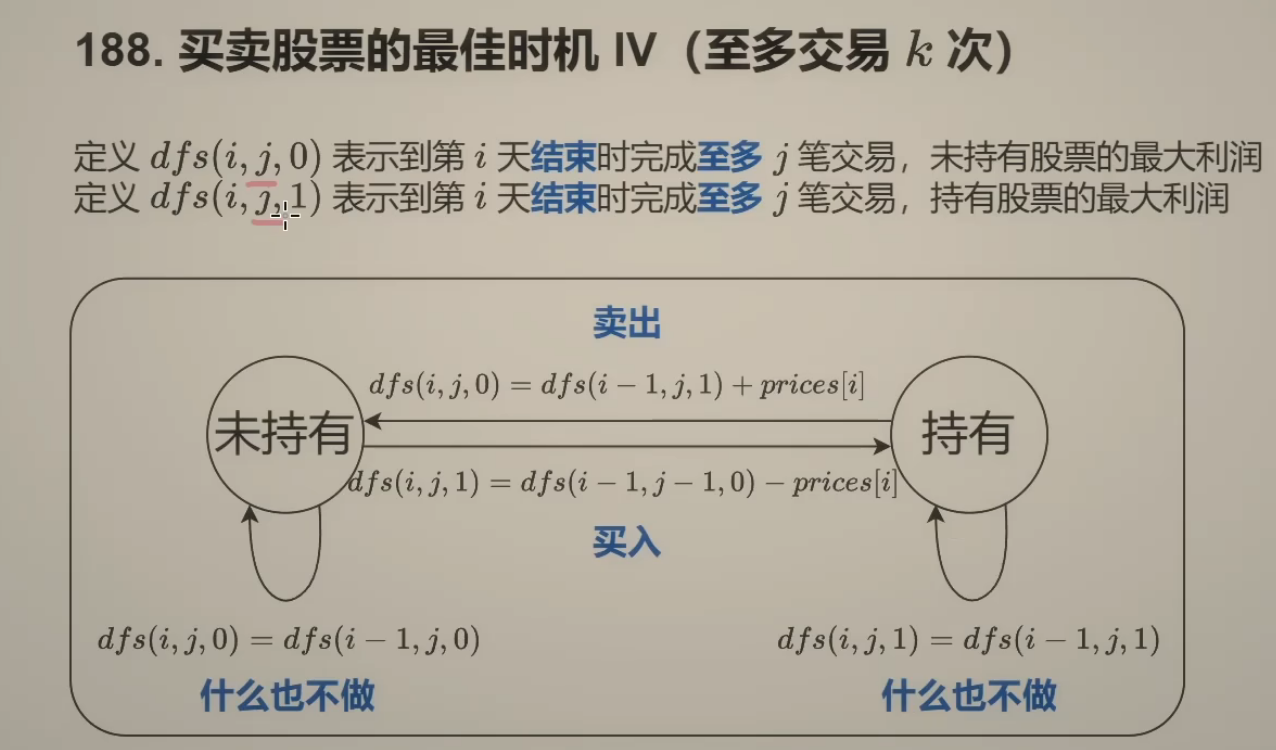 188. 买卖股票的最佳时机 IV（至多交易 k 次）
定义 dfs(i, j, 0) 表示到第 i 天结束时完成至多 j 笔交易，未持有股票的最大利润
定义 dfs(i, j, 1) 表示到第 i 天结束时完成至多 j 笔交易，持有股票的最大利润
卖出
dfs(i, j, 0) = dfs(i − 1, j, 1) + prices[i]
未持有
持有
dfs(i, j, 1) = dfs(i − 1, j − 1, 0) − prices[i]
买入
dfs(i, j, 0) = dfs(i − 1, j, 0)
dfs(i, j, 1) = dfs(i − 1, j, 1)
什么也不做
什么也不做